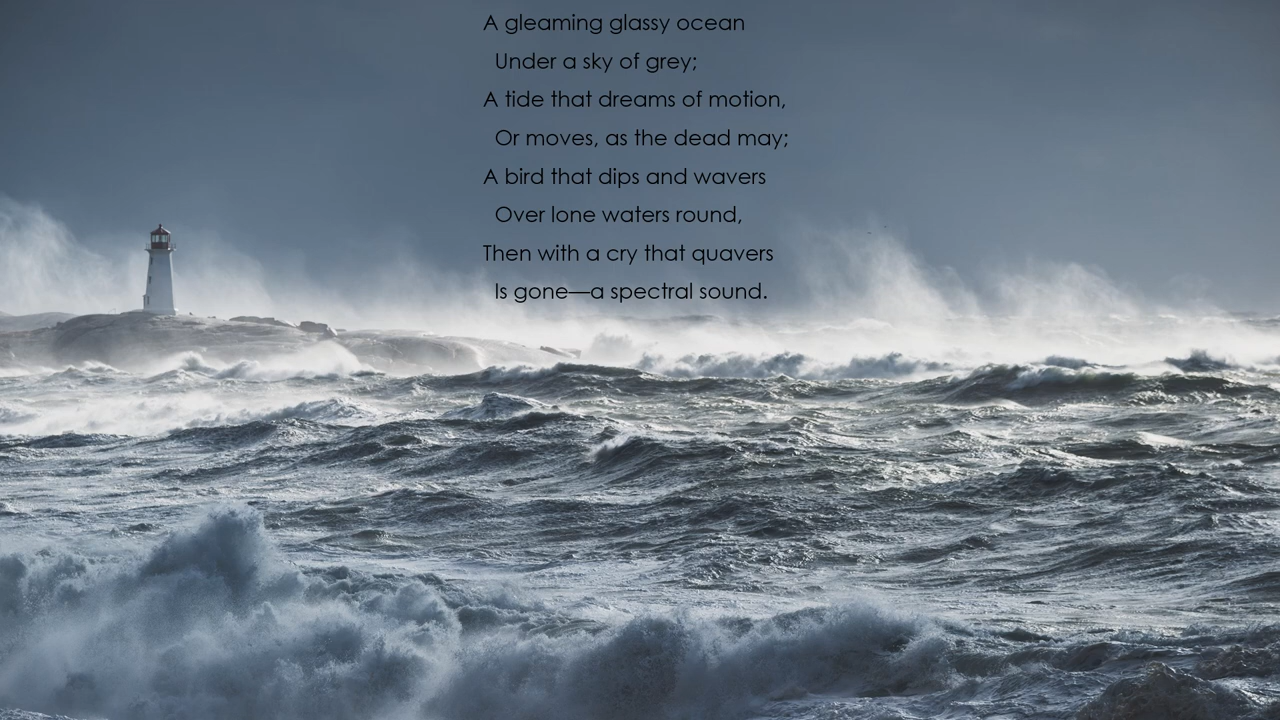 A gleaming glassy ocean
Under a sky of grey;
A tide that dreams of motion,
Or moves, as the dead may;
A bird that dips and wavers
Over lone waters round,
Then with a cry that quavers
Is gone—a spectral sound.